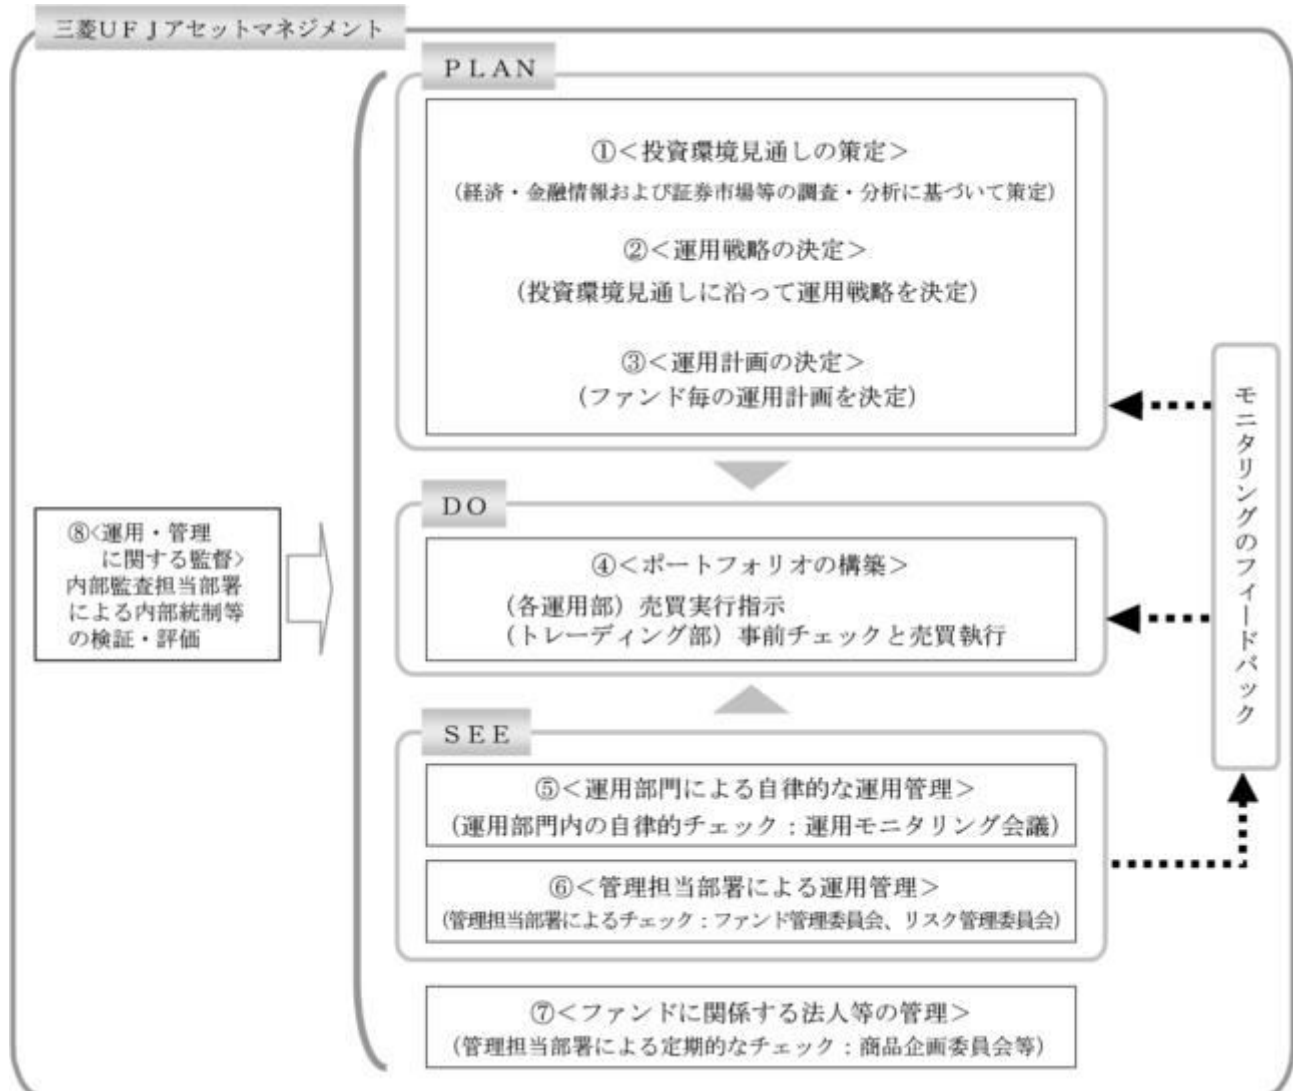 三菱ＵＦＪアセットマネジメント
ＰＬＡＮ
①＜投資環境見通しの策定＞
（経済・金融情報および証券市場等の調査・分析に基づいて策定）
②＜運用戦略の決定＞
（投資環境見通しに沿って運用戦略を決定）
③＜運用計画の決定＞
（ファンド毎の運用計画を決定）
ＤＯ
④＜ポートフォリオの構築＞
（各運用部）売買実行指示
（トレーディング部）事前チェックと売買執行
ＳＥＥ
⑤＜運用部門による自律的な運用管理＞
（運用部門内の自律的チェック：運用モニタリング会議）
⑥＜管理担当部署による運用管理＞
（管理担当部署によるチェック：ファンド管理委員会、リスク管理委員会）
⑦＜ファンドに関係する法人等の管理＞
（管理担当部署による定期的なチェック：商品企画委員会等）
⑧<運用・管理
に関する監督>
内部監査担当部署
による内部統制等
の検証・評価
モニタリングのフィードバック